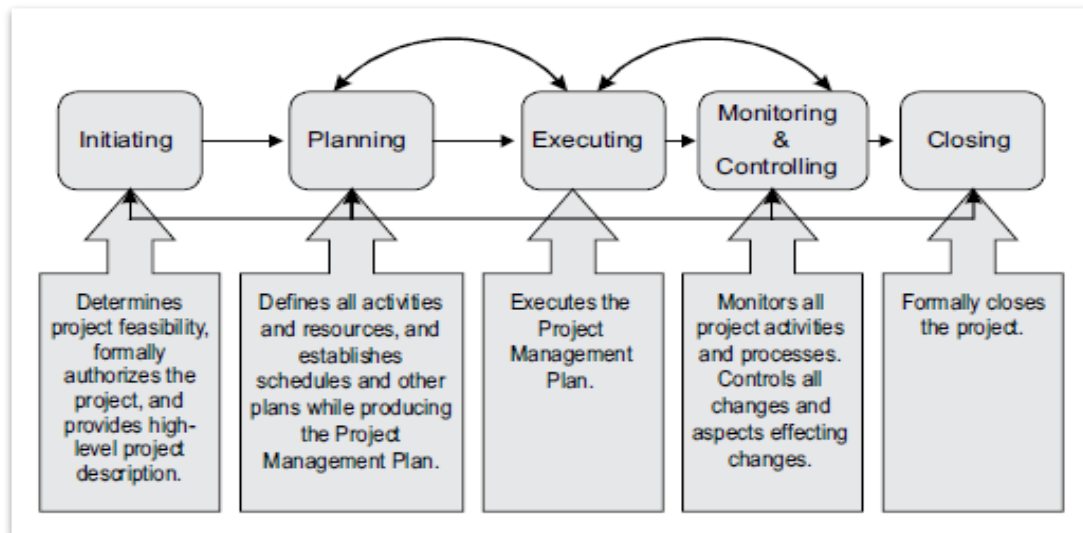 Initiating
Planning
Executing
Monitoring
&
Controlling
Closing
Determines
project feasibility,
formally
authorizes the
project, and
provides high-
level project
description.
Defines all activities
and resources, and
establishes
schedules and other
plans while producing
the Project
Management Plan.
Executes the
Project
Management
Plan.
Monitors all
project activities
and processes.
Controls all
changes and
aspects effecting
changes.
Formally closes
the project.